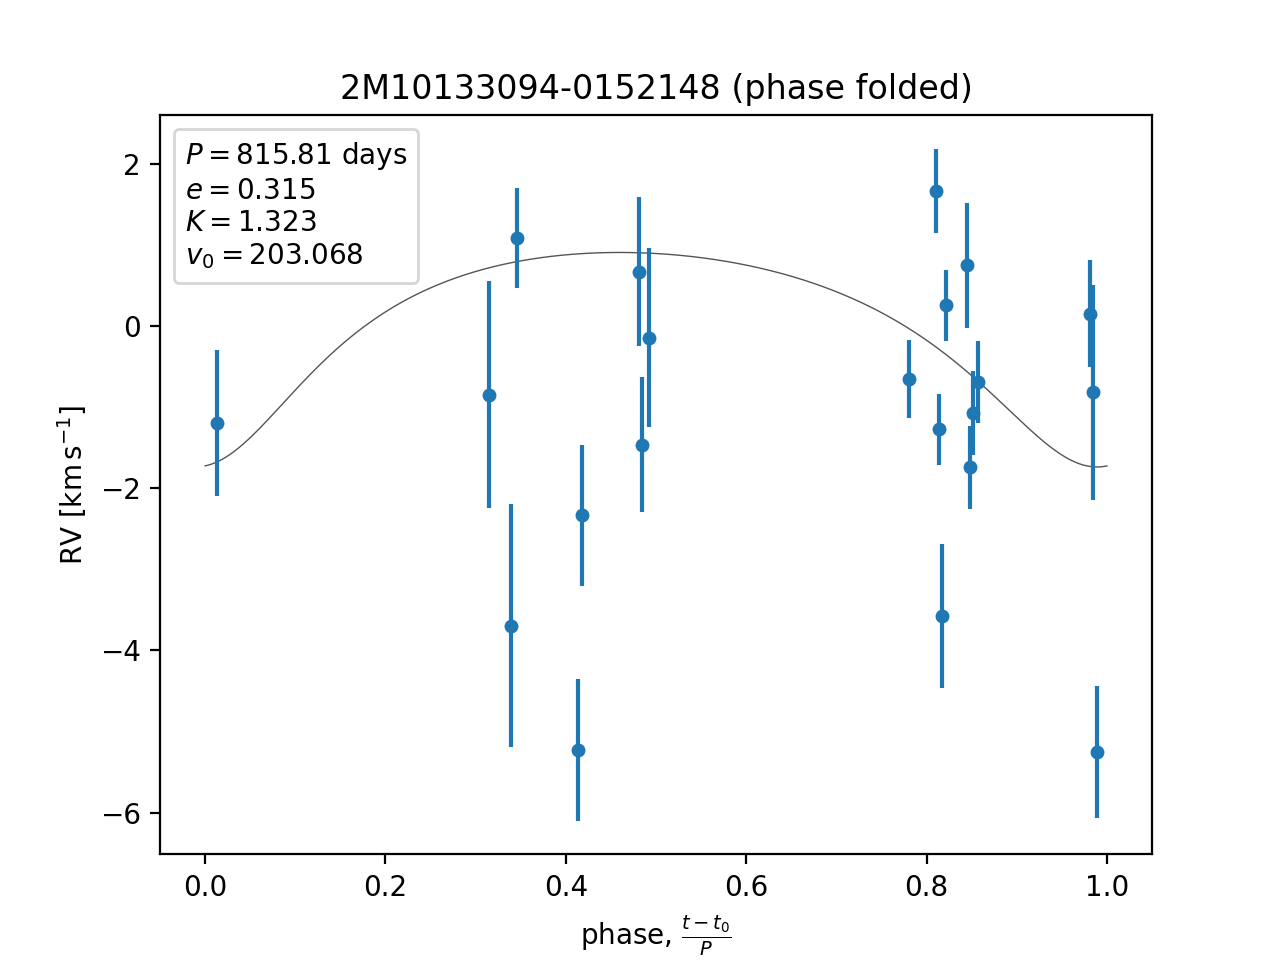 2M10133094-0152148 (phase folded)
P = 815.81 days
e = 0.315
K = 1.323
v₀ = 203.068
2
0
−2
−4
−6
RV [km s⁻¹]
0.0 0.2 0.4 0.6 0.8 1.0
phase, (t − t₀)/P